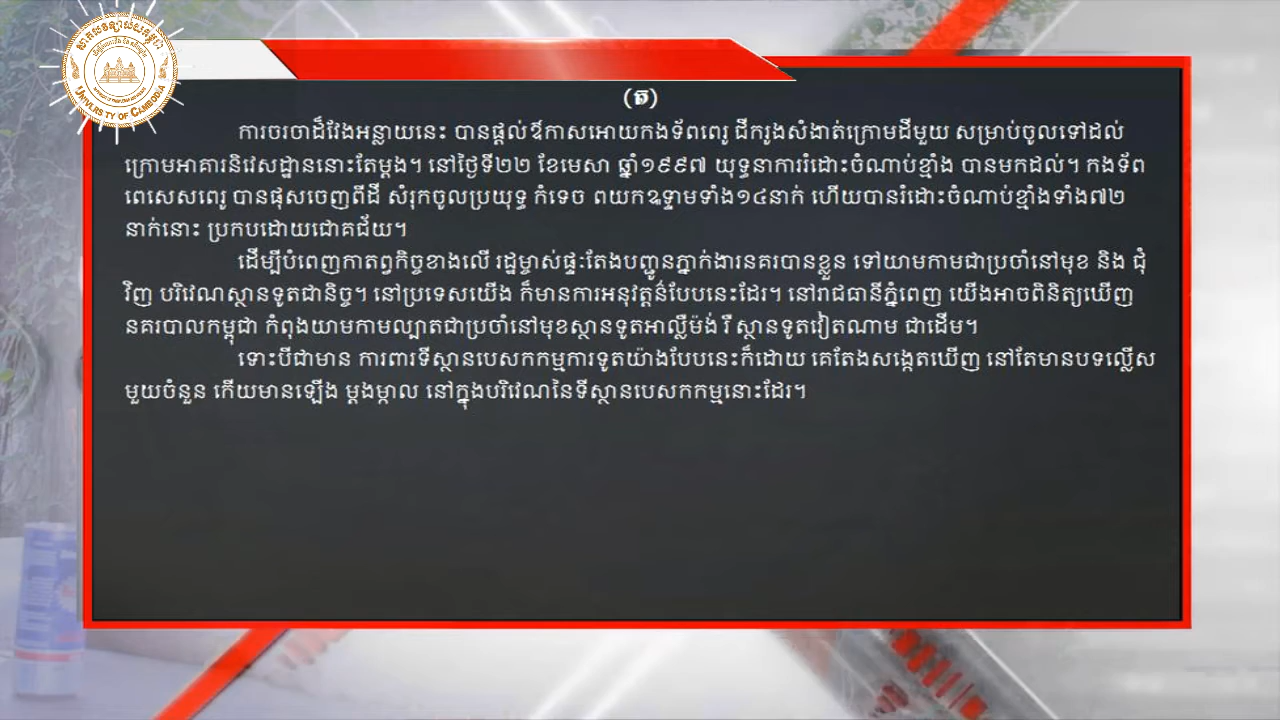 សាកលវិទ្យាល័យកម្ពុជា
UNIVERSITY OF CAMBODIA
(ត)
ការចរចាដ៏វែងអន្លាយនេះ បានផ្តល់ឪកាសអោយកងទ័ពពេរូ ជីករូងសំងាត់ក្រោមដីមួយ សម្រាប់ចូលទៅដល់
ក្រោមអាគារនិវេសដ្ឋាននោះតែម្តង។ នៅថ្ងៃទី២២ ខែមេសា ឆ្នាំ១៩៩៧ យុទ្ធនាការរំដោះចំណាប់ខ្មាំង បានមកដល់។ កងទ័ព
ពេសេសពេរូ បានផុសចេញពីដី សំរុកចូលប្រយុទ្ធ កំទេច ពយកឩទ្ទាមទាំង១៤នាក់ ហើយបានរំដោះចំណាប់ខ្មាំងទាំង៧២
នាក់នោះ ប្រកបដោយជោគជ័យ។
ដើម្បីបំពេញកាតព្វកិច្ចខាងលើ រដ្ឋម្ចាស់ផ្ទះតែងបញ្ជូនភ្នាក់ងារនគរបានខ្លួន ទៅយាមកាមជាប្រចាំនៅមុខ និង ជុំ
វិញ បរិវេណស្ថានទូតជានិច្ច។ នៅប្រទេសយើង ក៏មានការអនុវត្តន៌បែបនេះដែរ។ នៅរាជធានីភ្នំពេញ យើងអាចពិនិត្យឃើញ
នគរបាលកម្ពុជា កំពុងយាមកាមល្បាតជាប្រចាំនៅមុខស្ថានទូតអាល្លឺម៉ង់ រឺ ស្ថានទូតវៀតណាម ជាដើម។
ទោះបីជាមាន ការពារទីស្ថានបេសកកម្មការទូតយ៉ាងបែបនេះក៏ដោយ គេតែងសង្កេតឃើញ នៅតែមានបទល្លើស
មួយចំនួន កើយមានឡើង ម្តងម្កាល នៅក្នុងបរិវេណនៃទីស្ថានបេសកកម្មនោះដែរ។